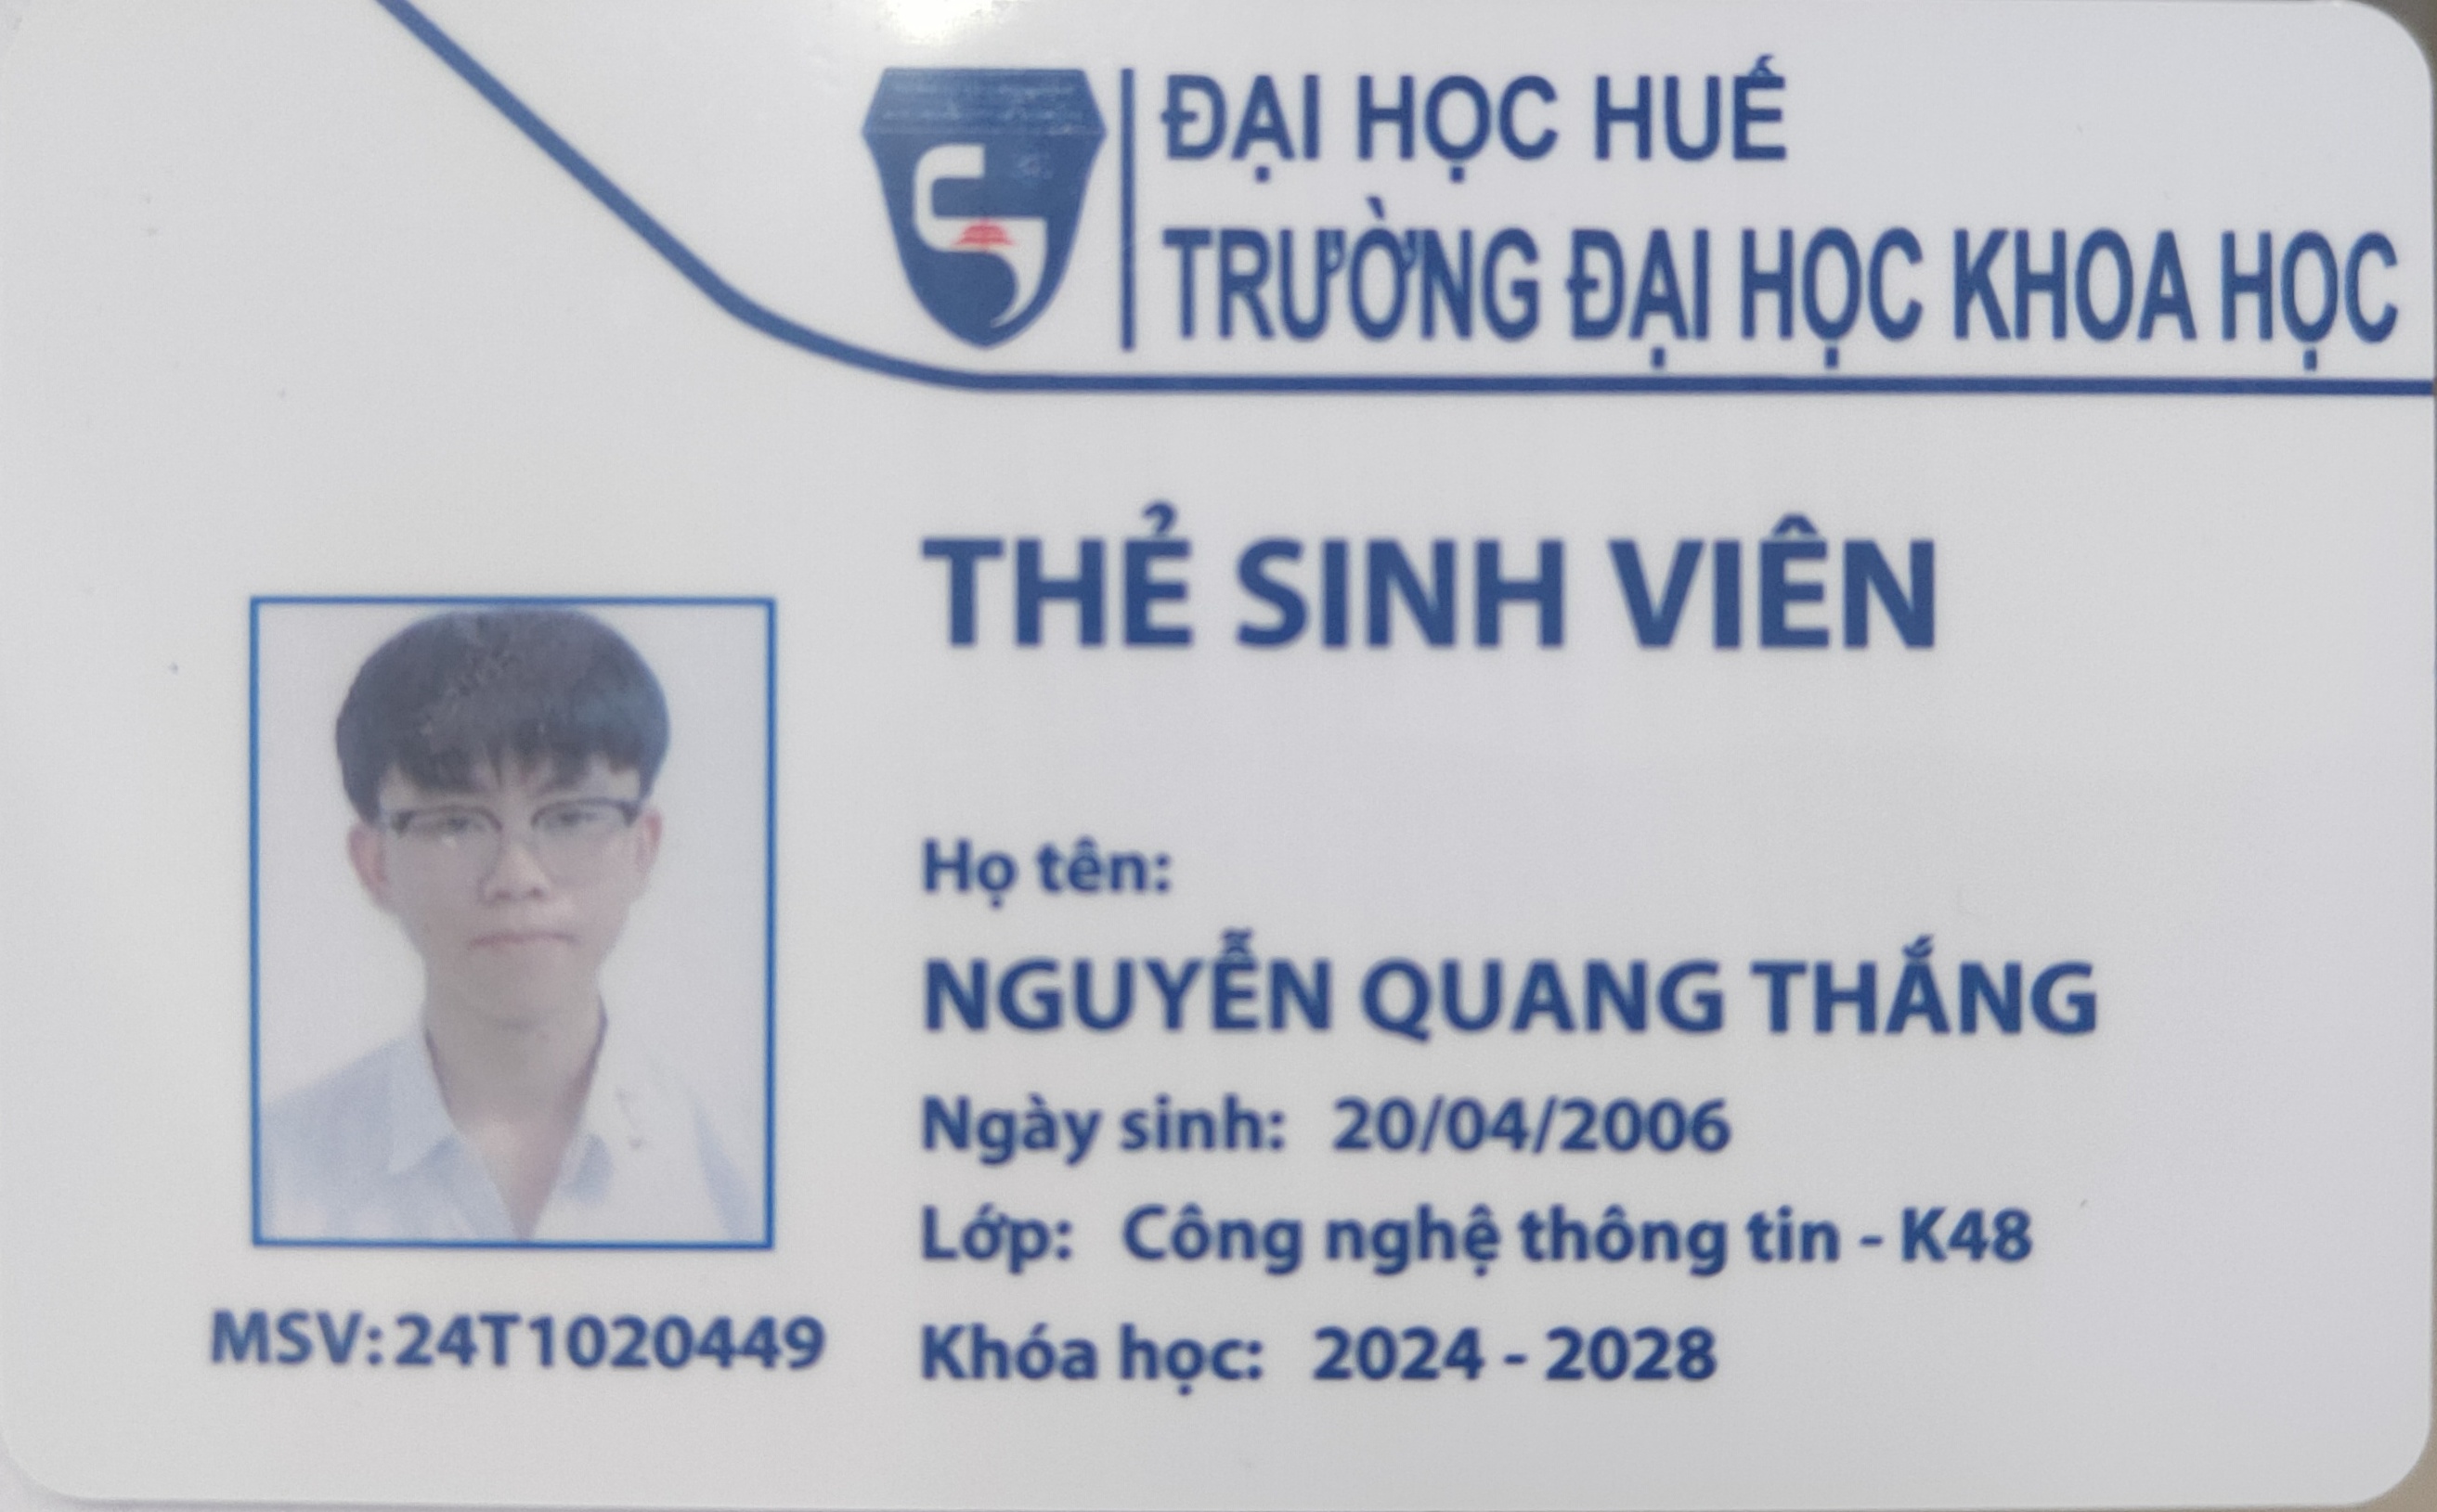 ĐẠI HỌC HUẾ
TRƯỜNG ĐẠI HỌC KHOA HỌC
THẺ SINH VIÊN
Họ tên:
NGUYỄN QUANG THẮNG
Ngày sinh: 20/04/2006
Lớp: Công nghệ thông tin - K48
MSV: 24T1020449
Khóa học: 2024 - 2028